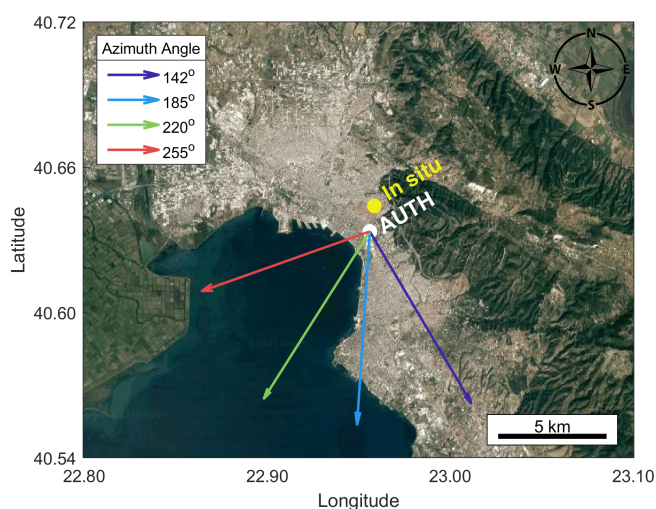 40.72
40.66
40.60
40.54
Latitude
Azimuth Angle
142°
185°
220°
255°
N
W
E
S
In situ
AUTH
5 km
22.80
22.90
23.00
23.10
Longitude